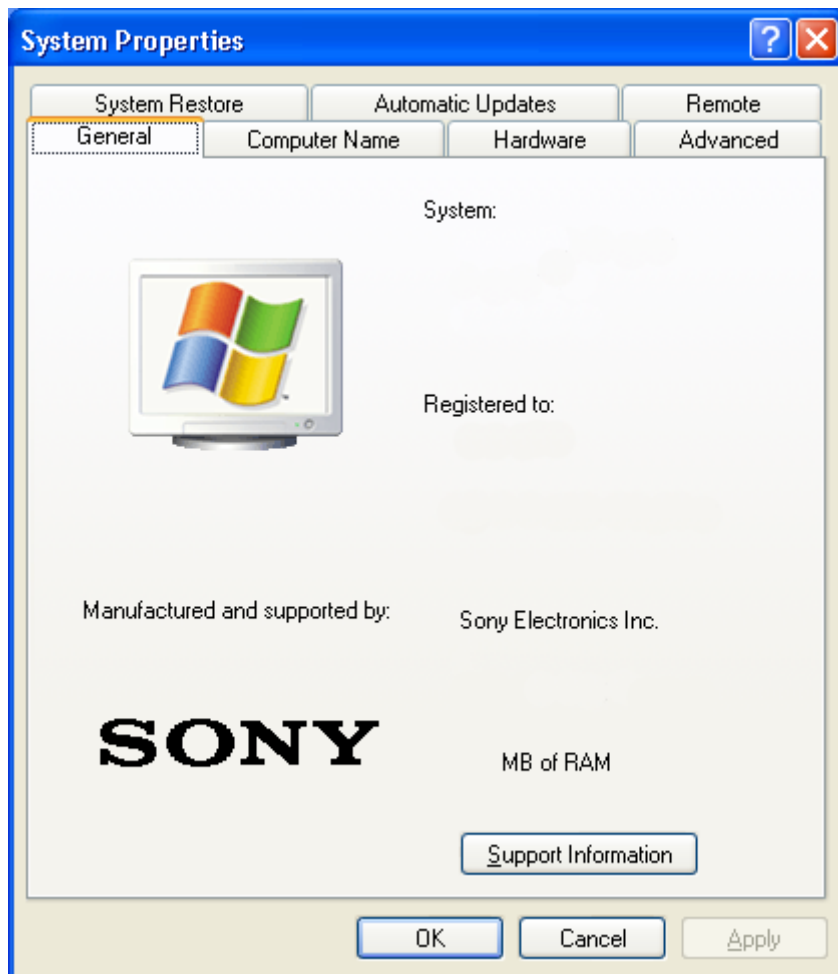 System Properties
System Restore
Automatic Updates
Remote
General
Computer Name
Hardware
Advanced
System:
Registered to:
Manufactured and supported by:
Sony Electronics Inc.
SONY
MB of RAM
Support Information
OK
Cancel
Apply